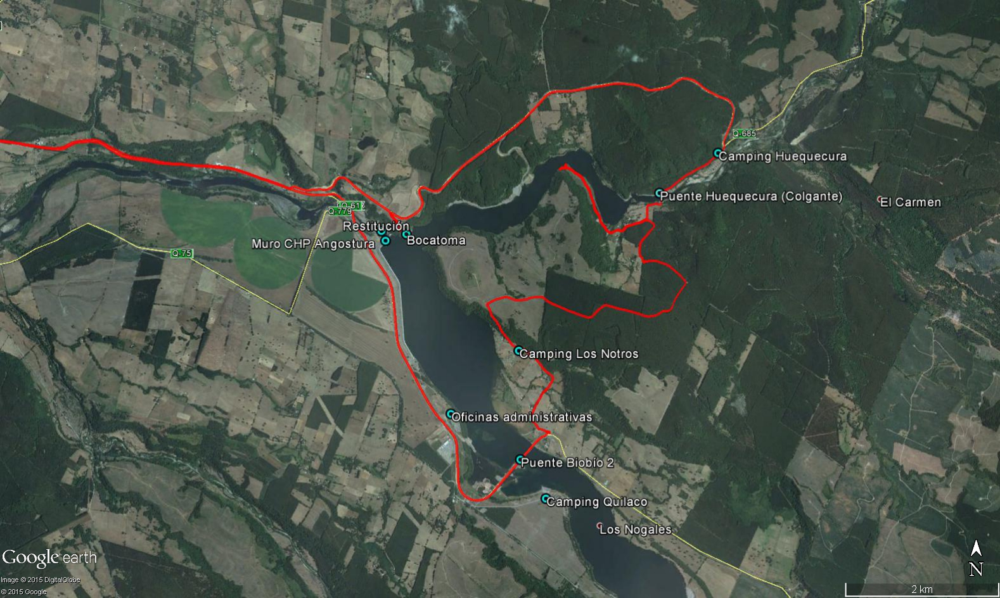 Q-685
Camping Huequecura
Puente Huequecura (Colgante)
El Carmen
Q-61
Q-779
Restitución
Muro CHP Angostura
Bocatoma
Q-75
Camping Los Notros
Oficinas administrativas
Puente Biobío 2
Camping Quilaco
Los Nogales
Google earth
N
Image © 2015 DigitalGlobe
© 2015 Google
2 km